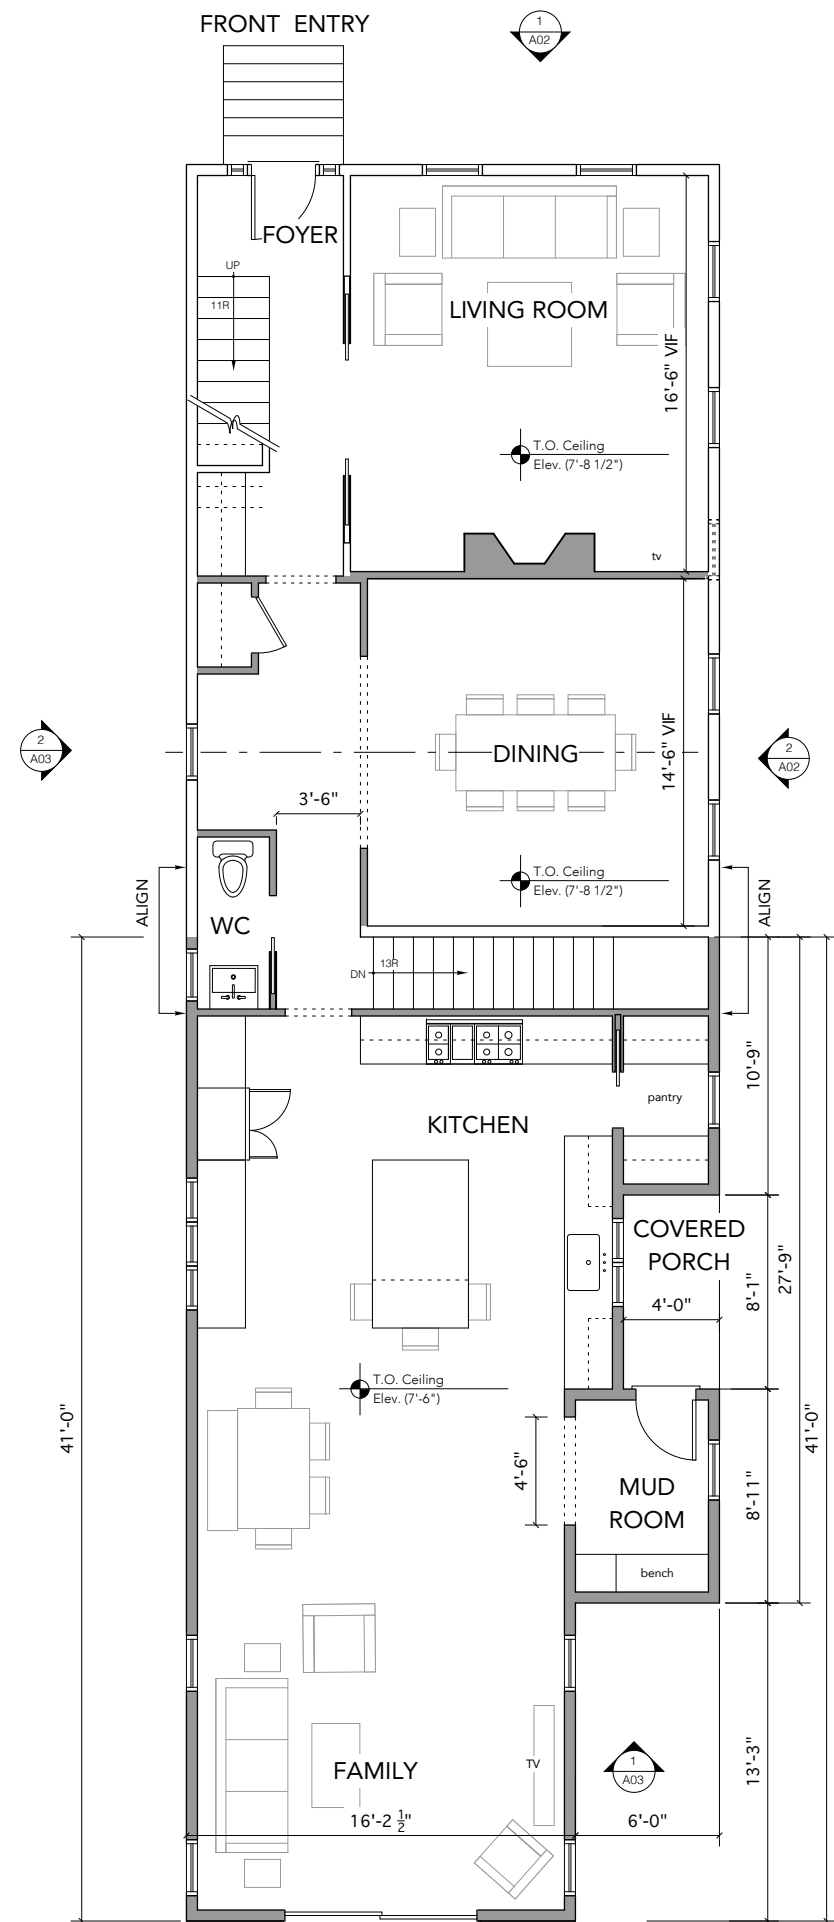 FRONT ENTRY
1
A02
FOYER
UP
11R
LIVING ROOM
16'-6" VIF
T.O. Ceiling
Elev. (7'-8 1/2")
tv
2
A03
DINING
14'-6" VIF
2
A02
3'-6"
T.O. Ceiling
Elev. (7'-8 1/2")
ALIGN
WC
ALIGN
DN
13R
10'-9"
pantry
KITCHEN
COVERED
PORCH
4'-0"
8'-1"
27'-9"
T.O. Ceiling
Elev. (7'-6")
41'-0"
4'-6"
MUD
ROOM
8'-11"
41'-0"
bench
TV
FAMILY
1
A03
13'-3"
16'-2 1/2"
6'-0"